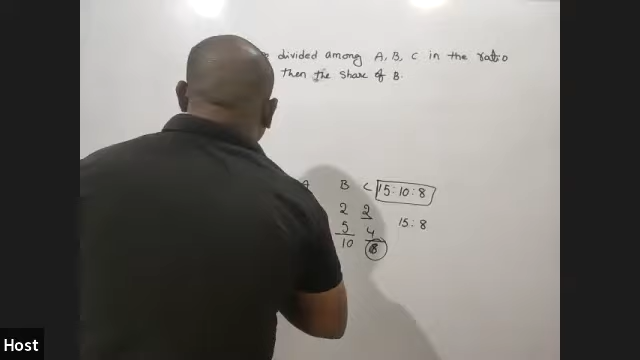 divided among A, B, C in the ratio
then the share of B.
B C 15:10:8
2 2
5 4 15:8
10 8
Host